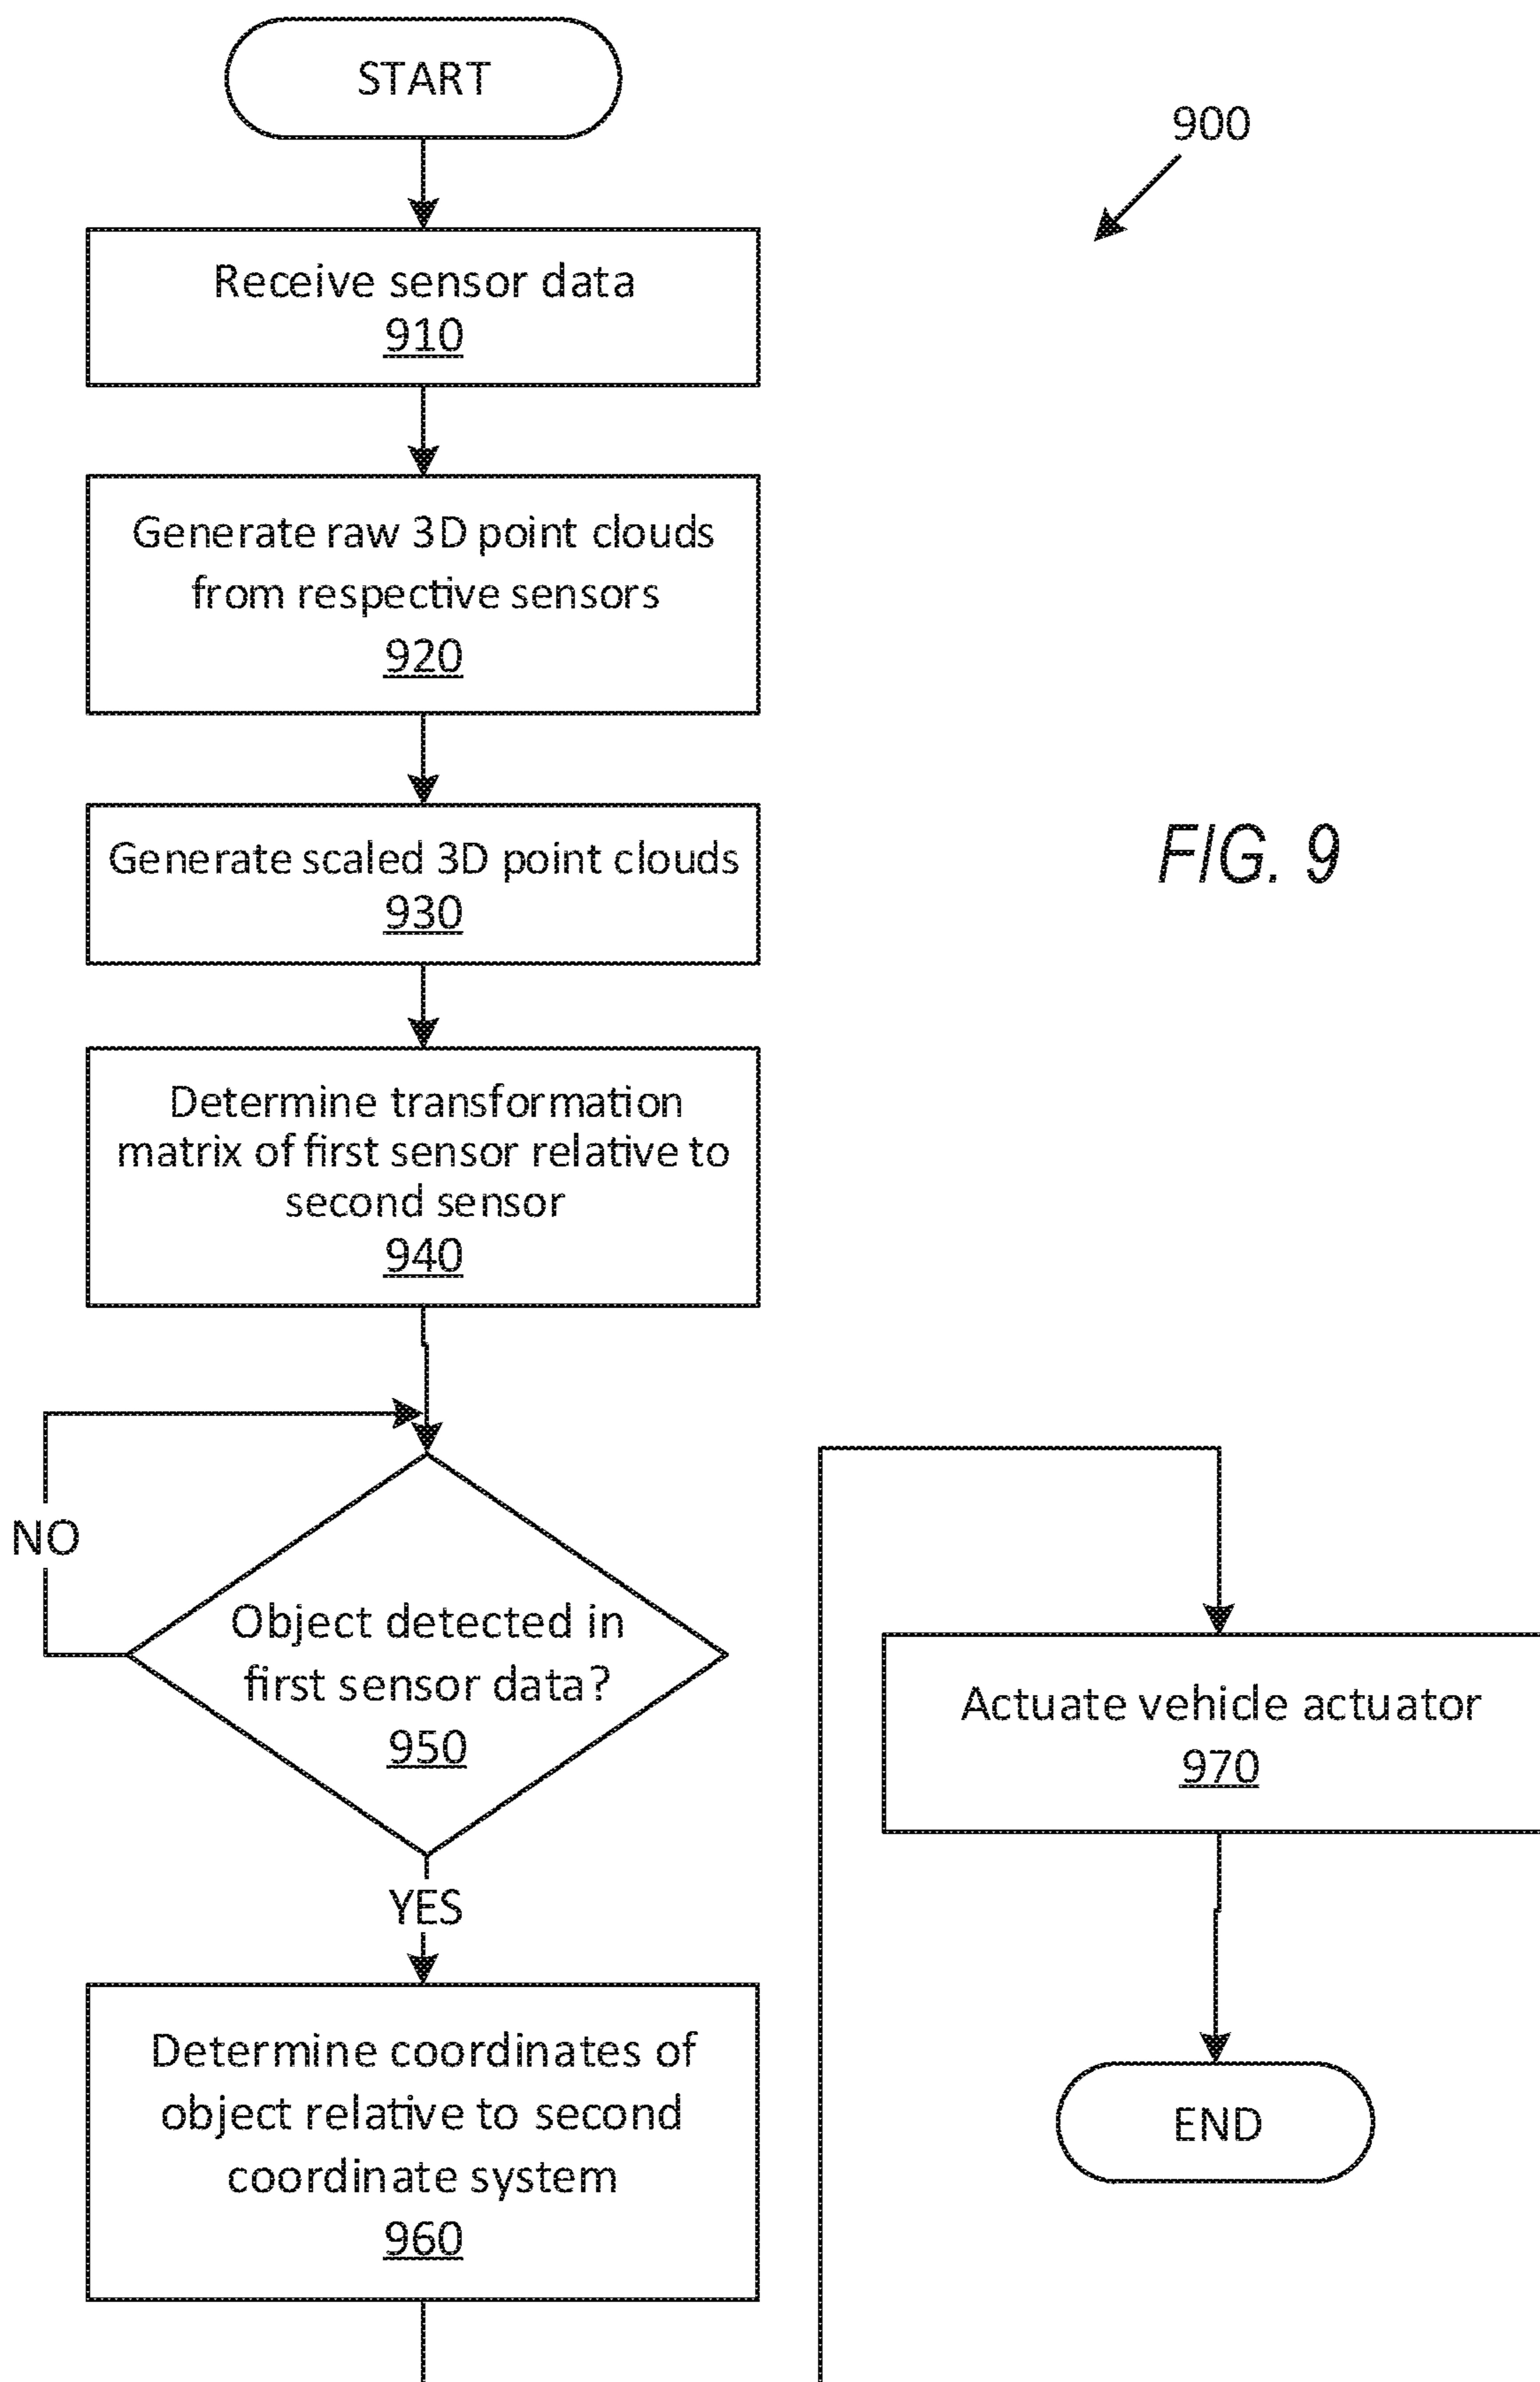 START
900
Receive sensor data
910
Generate raw 3D point clouds
from respective sensors
920
Generate scaled 3D point clouds
930
FIG. 9
Determine transformation
matrix of first sensor relative to
second sensor
940
NO
Object detected in
first sensor data?
950
YES
Determine coordinates of
object relative to second
coordinate system
960
Actuate vehicle actuator
970
END